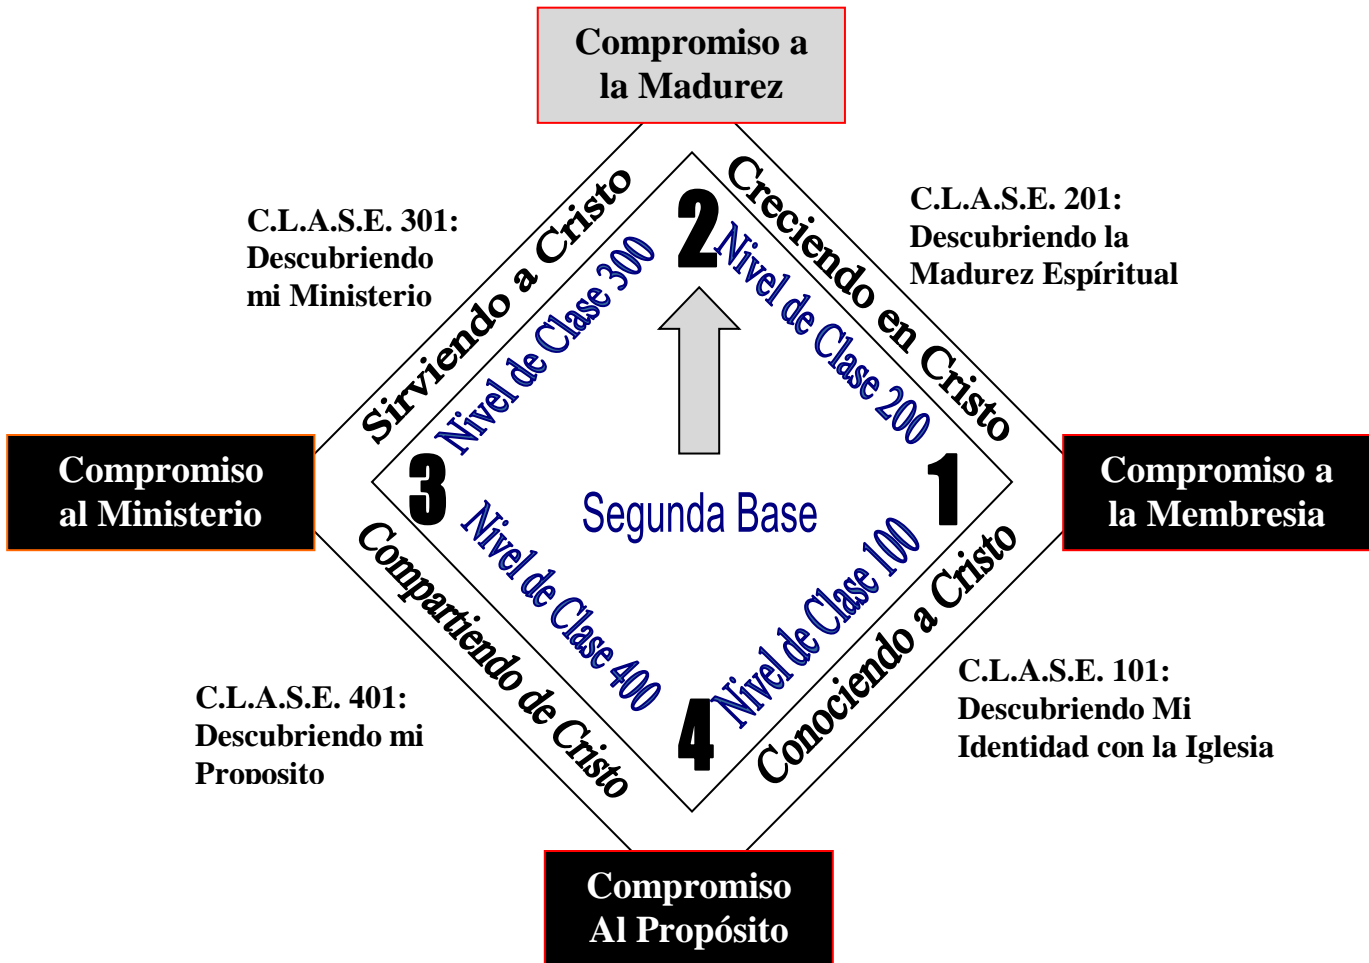 Compromiso a
la Madurez
C.L.A.S.E. 301:
Descubriendo
mi Ministerio
Sirviendo a Cristo
Nivel de Clase 300
2
Creciendo en Cristo
Nivel de Clase 200
C.L.A.S.E. 201:
Descubriendo la
Madurez Espíritual
Compromiso
al Ministerio
3
Segunda Base
1
Compromiso a
la Membresia
Compartiendo de Cristo
Nivel de Clase 400
4
Nivel de Clase 100
Conociendo a Cristo
C.L.A.S.E. 401:
Descubriendo mi
Proposito
C.L.A.S.E. 101:
Descubriendo Mi
Identidad con la Iglesia
Compromiso
Al Propósito